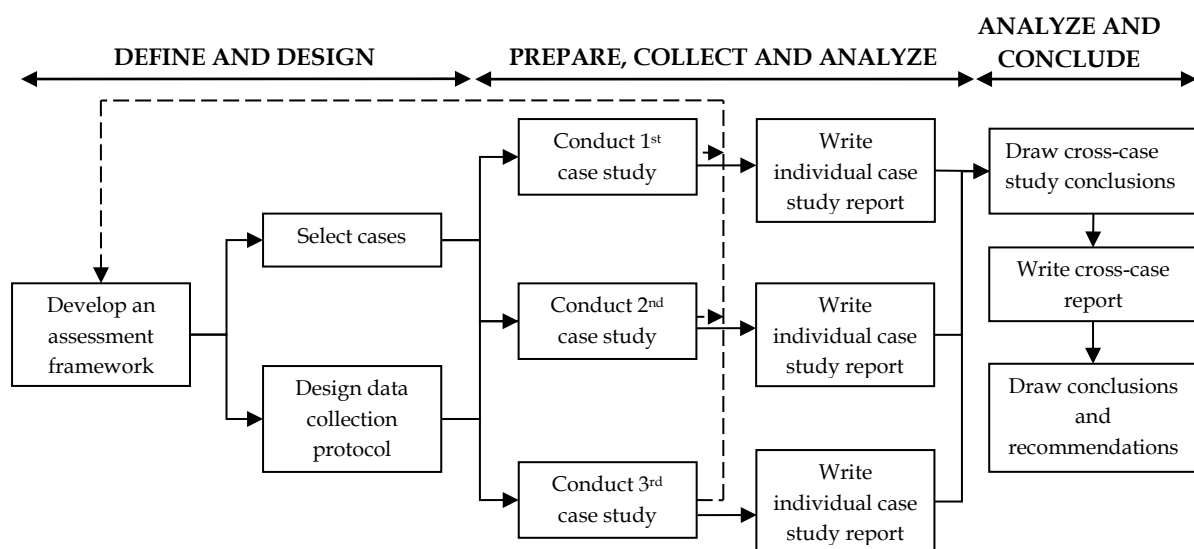 DEFINE AND DESIGN
PREPARE, COLLECT AND ANALYZE
ANALYZE AND
CONCLUDE
Develop an
assessment
framework
Select cases
Design data
collection
protocol
Conduct 1st
case study
Conduct 2nd
case study
Conduct 3rd
case study
Write
individual case
study report
Write
individual case
study report
Write
individual case
study report
Draw cross-case
study conclusions
Write cross-case
report
Draw conclusions
and
recommendations